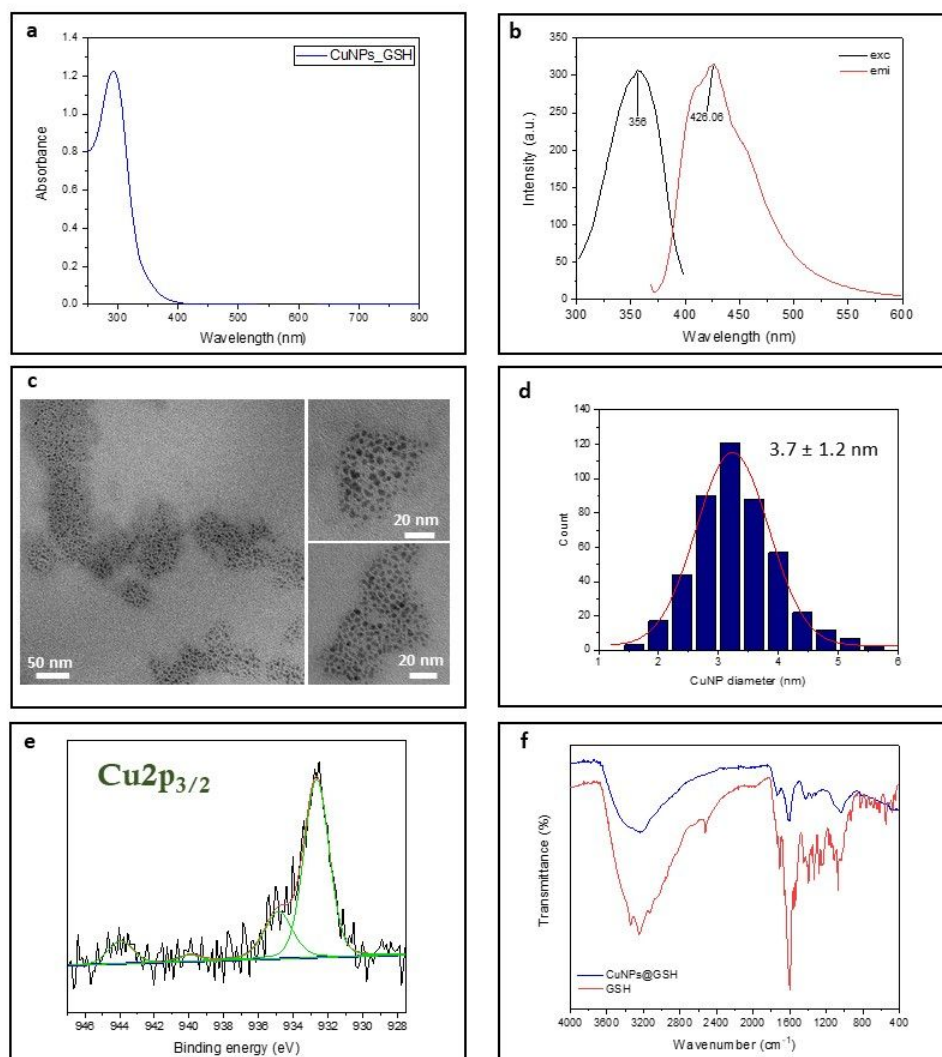 a
1.4
1.2
1.0
0.8
0.6
0.4
0.2
0.0
CuNPs_GSH
Absorbance
300 400 500 600 700 800
Wavelength (nm)
b
350
300
250
200
150
100
50
0
exc
emi
356
426.06
Intensity (a.u.)
300 350 400 450 500 550 600
Wavelength (nm)
c
50 nm
20 nm
20 nm
d
140
120
100
80
60
40
20
0
3.7 ± 1.2 nm
Count
1 2 3 4 5 6
CuNP diameter (nm)
e
Cu2p3/2
946 944 942 940 938 936 934 932 930 928
Binding energy (eV)
f
Transmittance (%)
CuNPs@GSH
GSH
4000 3600 3200 2800 2400 2000 1600 1200 800 400
Wavenumber (cm-1)